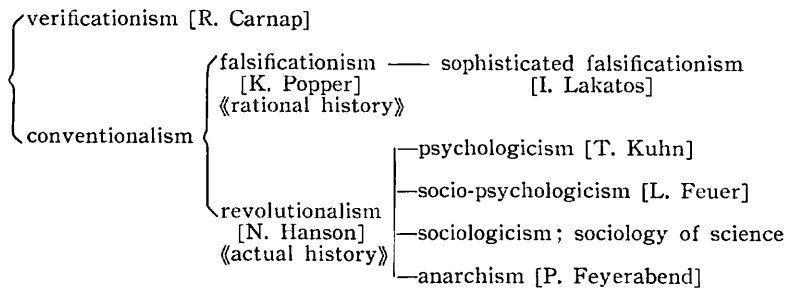 verificationism [R. Carnap]
conventionalism
falsificationism — sophisticated falsificationism
[K. Popper] [I. Lakatos]
《rational history》
revolutionalism
[N. Hanson]
《actual history》
—psychologicism [T. Kuhn]
—socio-psychologicism [L. Feuer]
—sociologicism; sociology of science
—anarchism [P. Feyerabend]